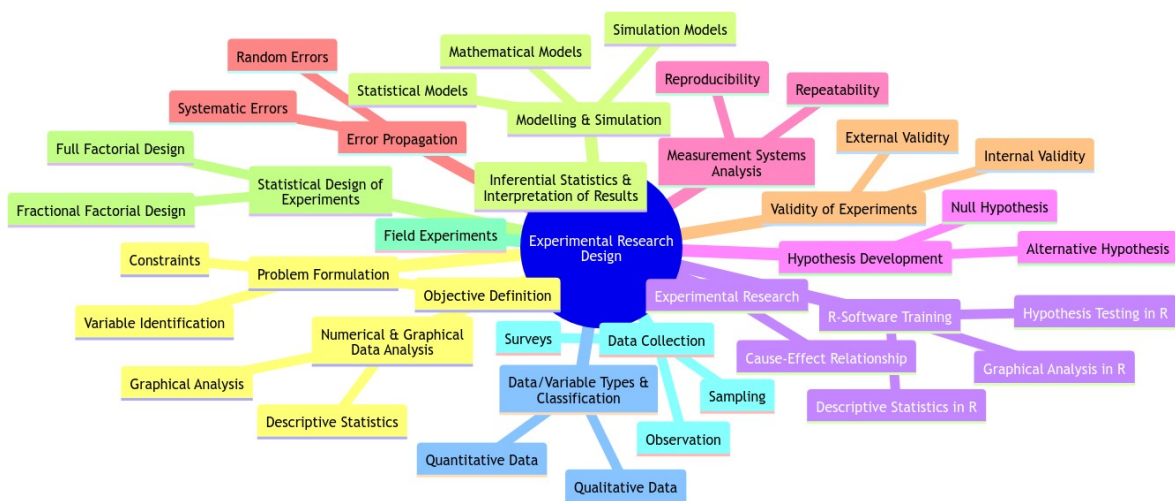 Simulation Models
Mathematical Models
Random Errors
Reproducibility
Repeatability
Statistical Models
Systematic Errors
Modelling & Simulation
Error Propagation
External Validity
Full Factorial Design
Measurement Systems
Analysis
Internal Validity
Statistical Design of
Experiments
Inferential Statistics &
Interpretation of Results
Fractional Factorial Design
Validity of Experiments
Null Hypothesis
Field Experiments
Experimental Research
Design
Alternative Hypothesis
Constraints
Hypothesis Development
Problem Formulation
Objective Definition
Experimental Research
Variable Identification
R-Software Training
Hypothesis Testing in R
Numerical & Graphical
Data Analysis
Surveys
Data Collection
Cause-Effect Relationship
Graphical Analysis in R
Graphical Analysis
Data/Variable Types &
Classification
Sampling
Descriptive Statistics in R
Descriptive Statistics
Observation
Quantitative Data
Qualitative Data